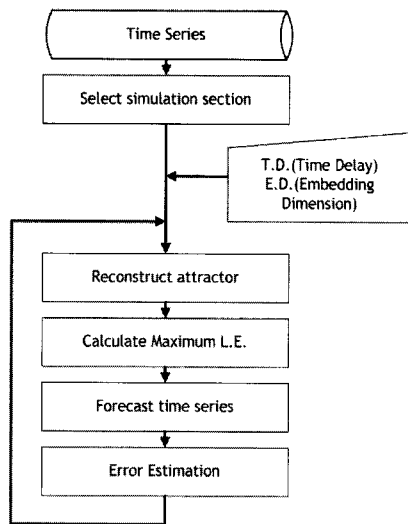 Time Series
Select simulation section
T.D.(Time Delay)
E.D.(Embedding
Dimension)
Reconstruct attractor
Calculate Maximum L.E.
Forecast time series
Error Estimation